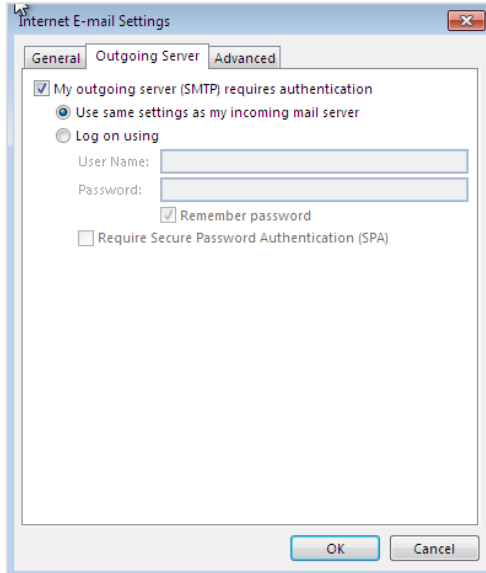 Internet E-mail Settings
General Outgoing Server Advanced
My outgoing server (SMTP) requires authentication
Use same settings as my incoming mail server
Log on using
User Name:
Password:
Remember password
Require Secure Password Authentication (SPA)
OK Cancel